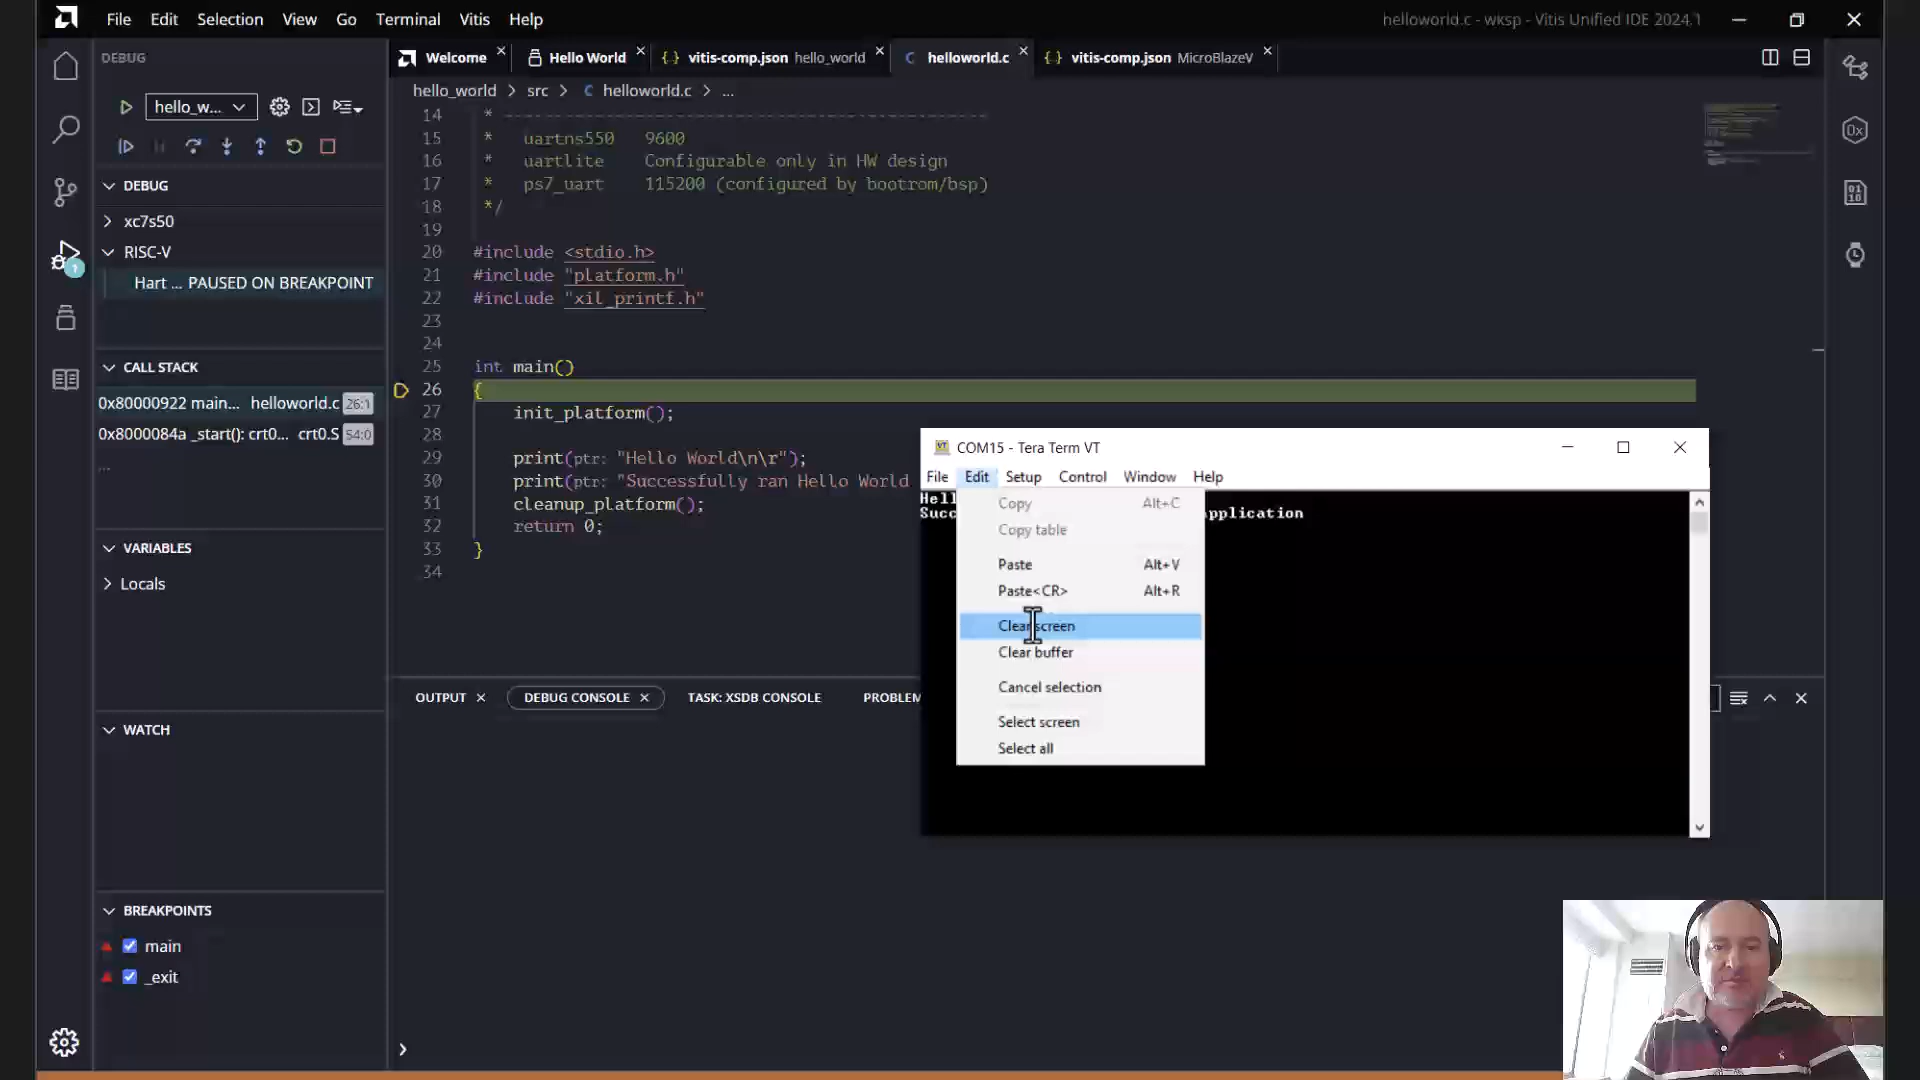 File Edit Selection View Go Terminal Vitis Help
helloworld.c - wksp - Vitis Unified IDE 2024.1
DEBUG
hello_w...
DEBUG
xc7s50
RISC-V
Hart ... PAUSED ON BREAKPOINT
CALL STACK
0x80000922 main... helloworld.c 26:1
0x8000084a _start(): crt0... crt0.S 54:0
...
VARIABLES
Locals
WATCH
BREAKPOINTS
main
_exit
Welcome
Hello World
{} vitis-comp.json hello_world
C helloworld.c
{} vitis-comp.json MicroBlazeV
hello_world > src > C helloworld.c > ...
14 * ------------------------------------------------
15 * uartns550 9600
16 * uartlite Configurable only in HW design
17 * ps7_uart 115200 (configured by bootrom/bsp)
18 */
19
20 #include <stdio.h>
21 #include "platform.h"
22 #include "xil_printf.h"
23
24
25 int main()
26 {
27 init_platform();
28
29 print(ptr: "Hello World\n\r");
30 print(ptr: "Successfully ran Hello World
31 cleanup_platform();
32 return 0;
33 }
34
OUTPUT
DEBUG CONSOLE
TASK: XSDB CONSOLE
PROBLEM
COM15 - Tera Term VT
File Edit Setup Control Window Help
Hell
Succ pplication
Copy Alt+C
Copy table
Paste Alt+V
Paste<CR> Alt+R
Clear screen
Clear buffer
Cancel selection
Select screen
Select all
0x
01
10
1